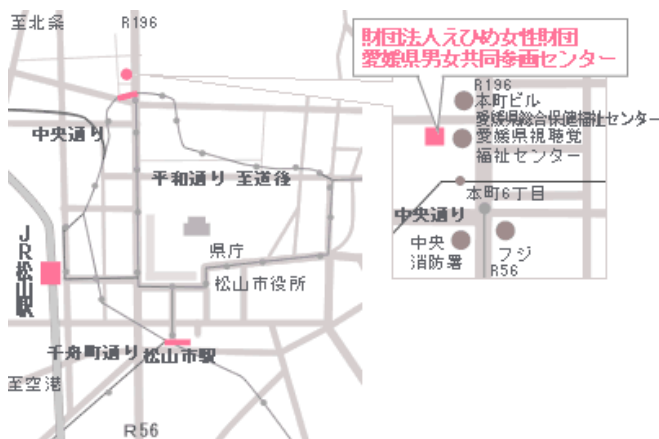 至北条
R196
財団法人えひめ女性財団
愛媛県男女共同参画センター
R196
本町ビル
愛媛県総合保健福祉センター
愛媛県視聴覚
福祉センター
中央通り
平和通り 至道後
本町6丁目
中央通り
県庁
中央
消防署
フジ
R56
JR松山駅
松山市役所
千舟町通り
松山市駅
至空港
R56